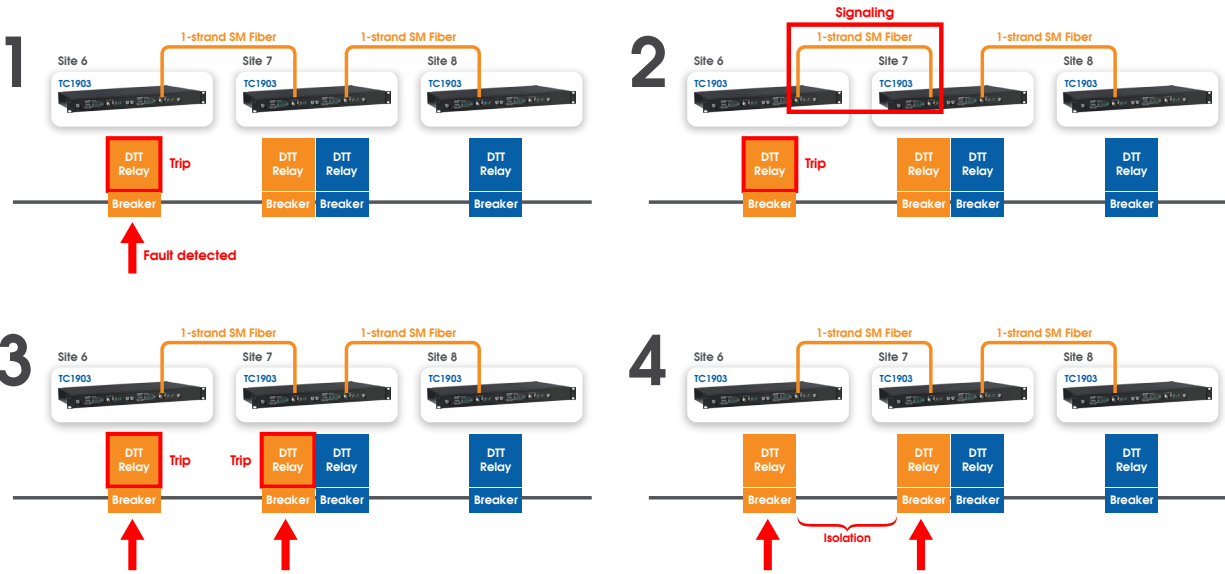 1
1-strand SM Fiber
1-strand SM Fiber
Site 6
Site 7
Site 8
TC1903
TC1903
TC1903
DTT
Relay
Trip
DTT
Relay
DTT
Relay
DTT
Relay
Breaker
Breaker
Breaker
Breaker
Fault detected
2
Signaling
1-strand SM Fiber
1-strand SM Fiber
Site 6
Site 7
Site 8
TC1903
TC1903
TC1903
DTT
Relay
Trip
DTT
Relay
DTT
Relay
DTT
Relay
Breaker
Breaker
Breaker
Breaker
3
1-strand SM Fiber
1-strand SM Fiber
Site 6
Site 7
Site 8
TC1903
TC1903
TC1903
DTT
Relay
Trip
Trip
DTT
Relay
DTT
Relay
DTT
Relay
Breaker
Breaker
Breaker
Breaker
4
1-strand SM Fiber
1-strand SM Fiber
Site 6
Site 7
Site 8
TC1903
TC1903
TC1903
DTT
Relay
DTT
Relay
DTT
Relay
DTT
Relay
Breaker
Breaker
Breaker
Breaker
Isolation